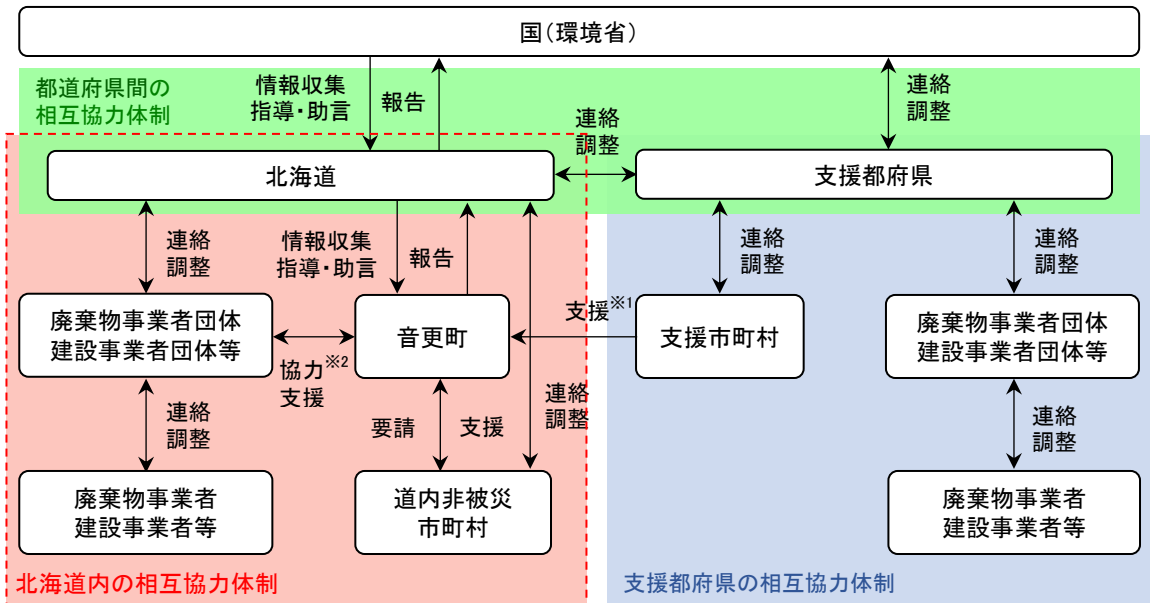 国(環境省)
都道府県間の
相互協力体制
情報収集
指導・助言
報告
連絡
調整
連絡
調整
北海道
支援都府県
連絡
調整
情報収集
指導・助言
報告
連絡
調整
連絡
調整
廃棄物事業者団体
建設事業者団体等
協力※2
支援
音更町
支援※1
支援市町村
廃棄物事業者団体
建設事業者団体等
連絡
調整
要請
支援
連絡
調整
連絡
調整
廃棄物事業者
建設事業者等
道内非被災
市町村
廃棄物事業者
建設事業者等
北海道内の相互協力体制
支援都府県の相互協力体制